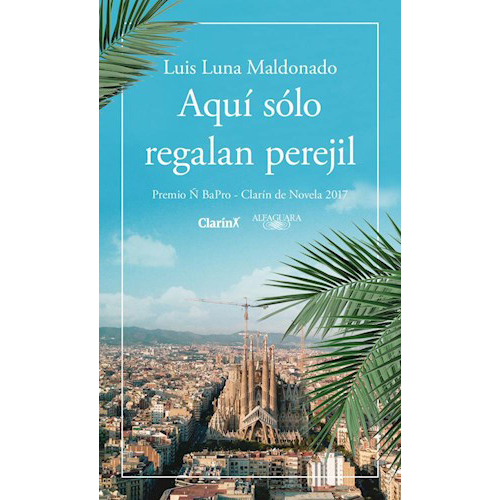 Luis Luna Maldonado
Aquí sólo
regalan perejil
Premio Ñ BaPro - Clarín de Novela 2017
Clarín
ALFAGUARA